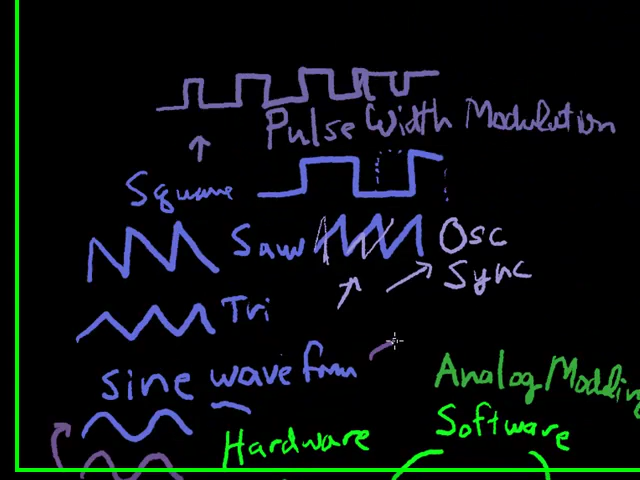 Pulse Width Modulation
Square
Saw
Osc
Sync
Tri
sine wave form
Analog Modeling
Hardware
Software